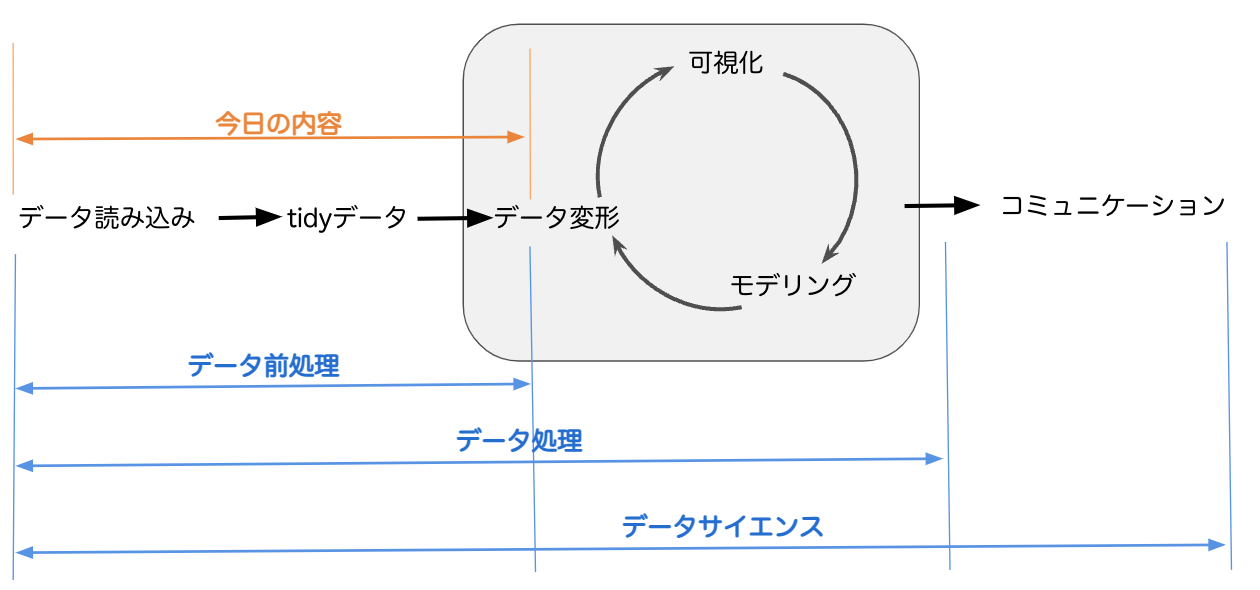 可視化
今日の内容
データ読み込み
tidyデータ
データ変形
コミュニケーション
モデリング
データ前処理
データ処理
データサイエンス